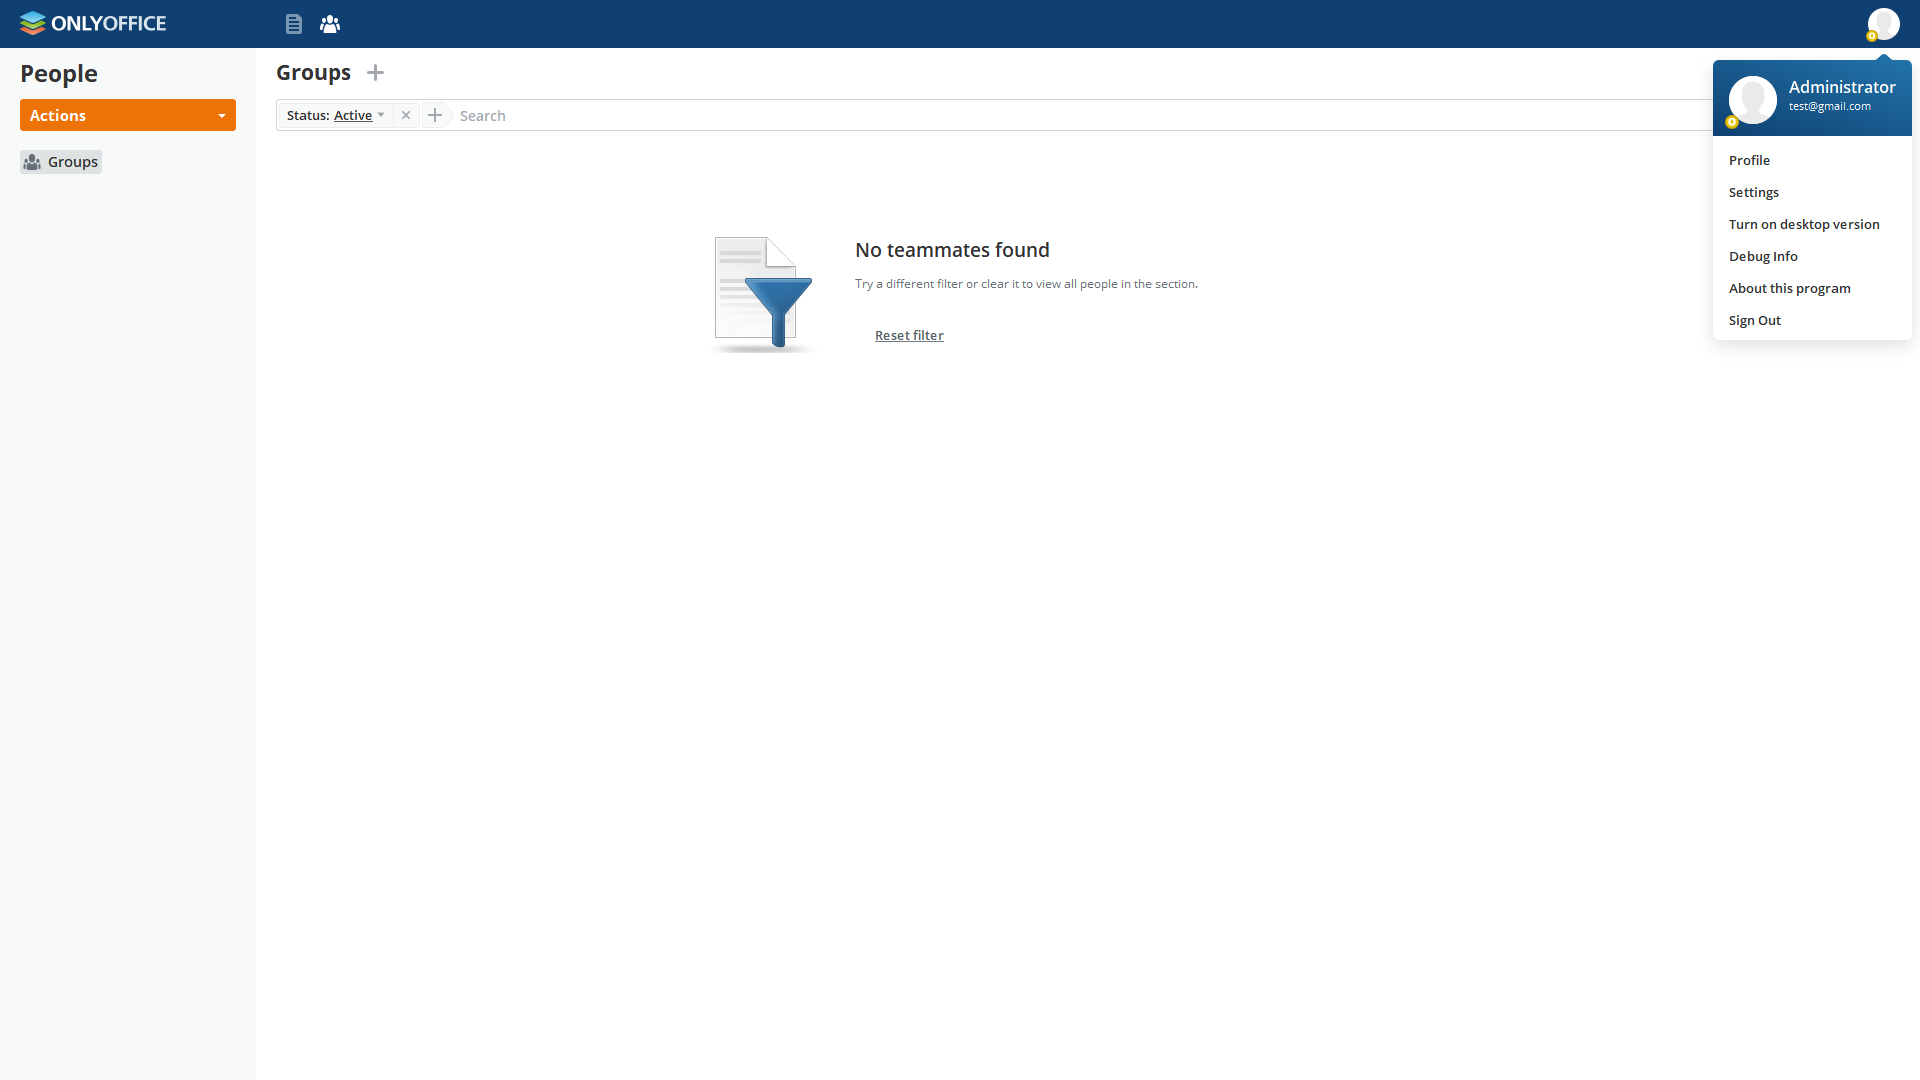 ONLYOFFICE
People
Actions
Groups
Groups
Status: Active
Search
No teammates found
Try a different filter or clear it to view all people in the section.
Reset filter
Administrator
test@gmail.com
Profile
Settings
Turn on desktop version
Debug Info
About this program
Sign Out